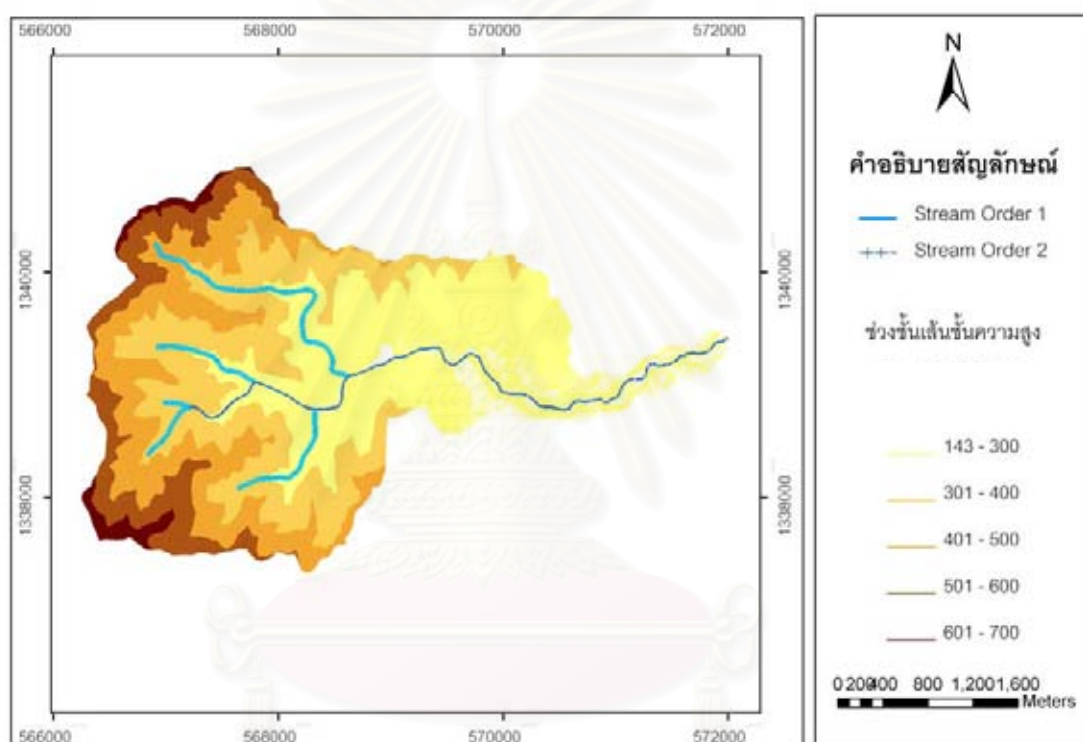 566000 568000 570000 572000
1340000 1340000
1338000 1338000
566000 568000 570000 572000
N
คำอธิบายสัญลักษณ์
Stream Order 1
Stream Order 2
ช่วงชั้นเส้นชั้นความสูง
143 - 300
301 - 400
401 - 500
501 - 600
601 - 700
0 200 400 800 1,200 1,600
Meters